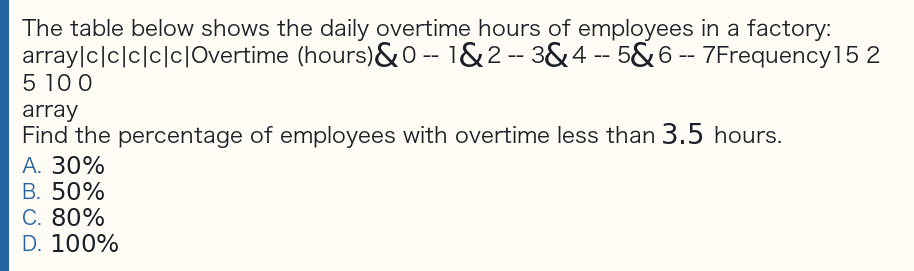 The table below shows the daily overtime hours of employees in a factory:
array|c|c|c|c|c|Overtime (hours)&0 -- 1&2 -- 3&4 -- 5&6 -- 7Frequency15 2
5 10 0
array
Find the percentage of employees with overtime less than 3.5 hours.
A. 30%
B. 50%
C. 80%
D. 100%